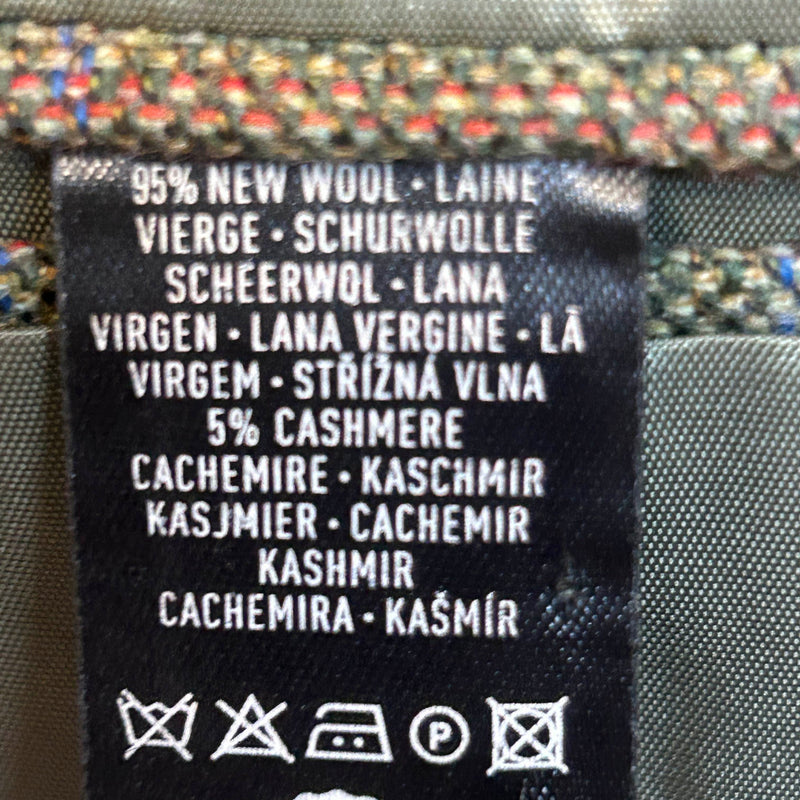 95% NEW WOOL · LAINE
VIERGE · SCHURWOLLE
SCHEERWOL · LANA
VIRGEN · LANA VERGINE · LÃ
VIRGEM · STŘÍŽNÁ VLNA
5% CASHMERE
CACHEMIRE · KASCHMIR
KASJMIER · CACHEMIR
KASHMIR
CACHEMIRA · KAŠMÍR
P